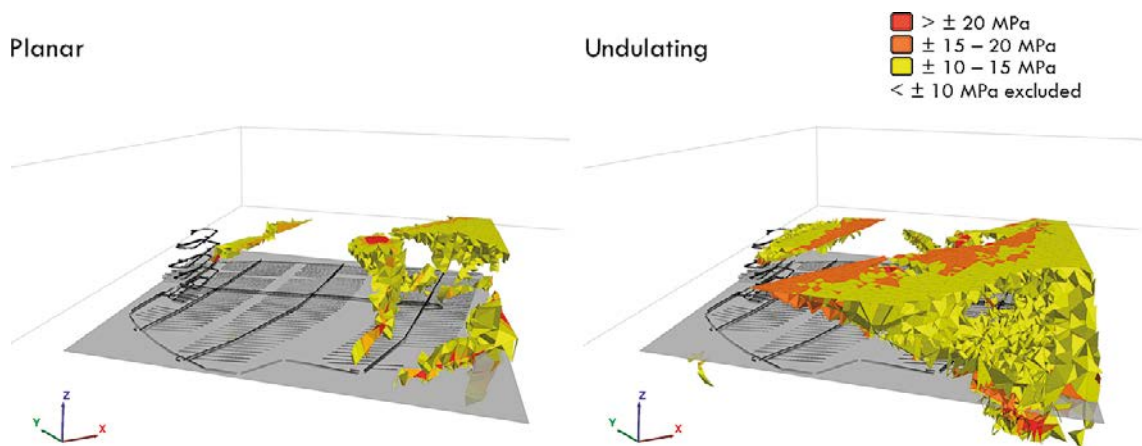 Planar
Undulating
> ± 20 MPa
± 15 – 20 MPa
± 10 – 15 MPa
< ± 10 MPa excluded
Z
Y
X
Z
Y
X